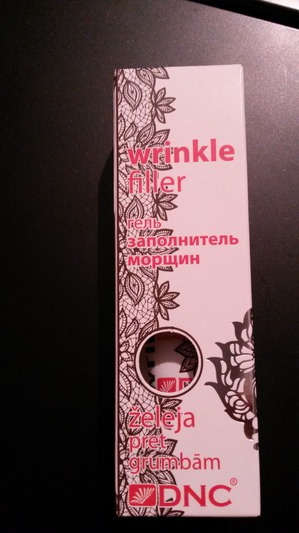 wrinkle
filler
гель
заполнитель
морщин
želeja
pret
grumbām
DNC®